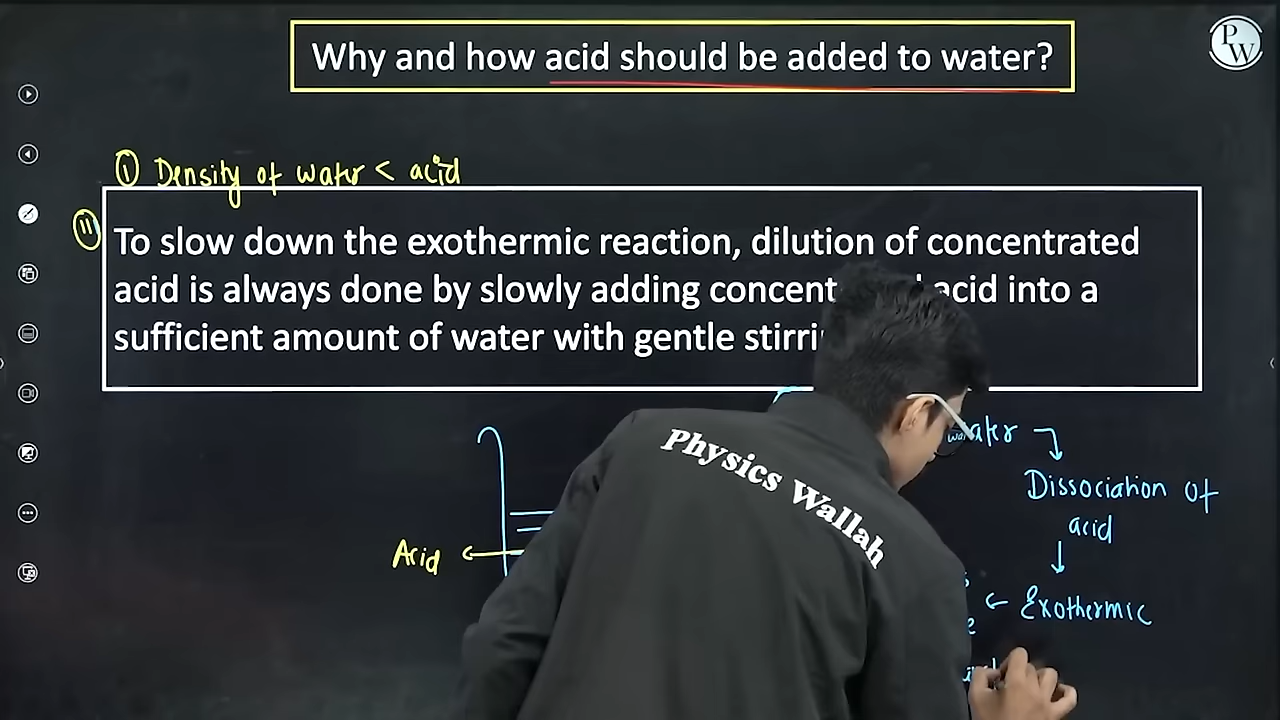 Why and how acid should be added to water?
PW
① Density of water < acid
⑪ To slow down the exothermic reaction, dilution of concentrated
acid is always done by slowly adding concent acid into a
sufficient amount of water with gentle stirri
Physics Wallah
Dissociation of
acid
Acid
Exothermic